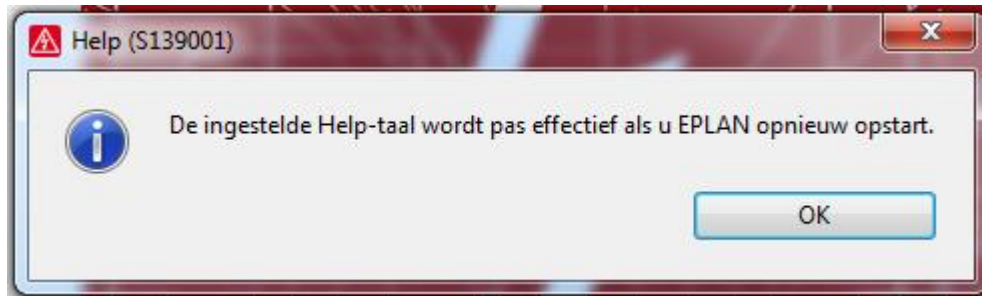 Help (S139001)
De ingestelde Help-taal wordt pas effectief als u EPLAN opnieuw opstart.
OK